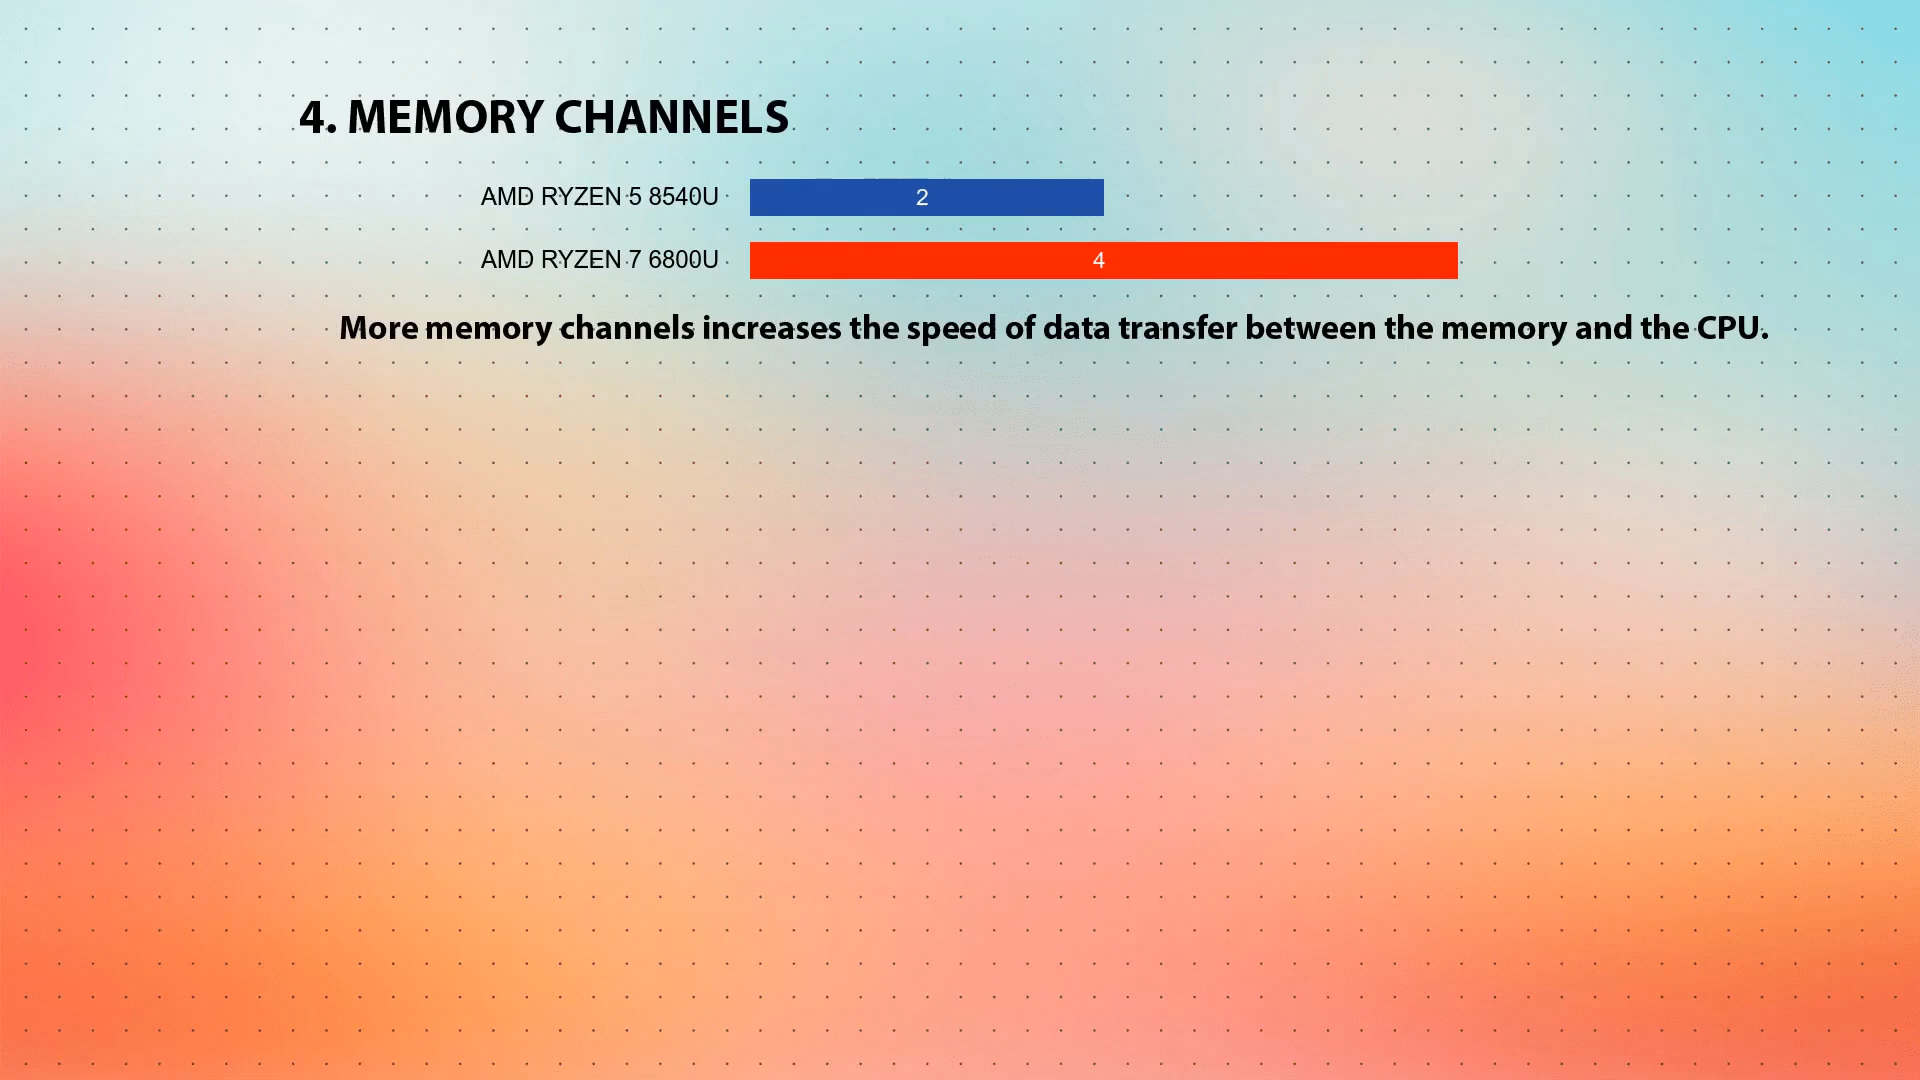 4. MEMORY CHANNELS
AMD RYZEN 5 8540U
2
AMD RYZEN 7 6800U
4
More memory channels increases the speed of data transfer between the memory and the CPU.